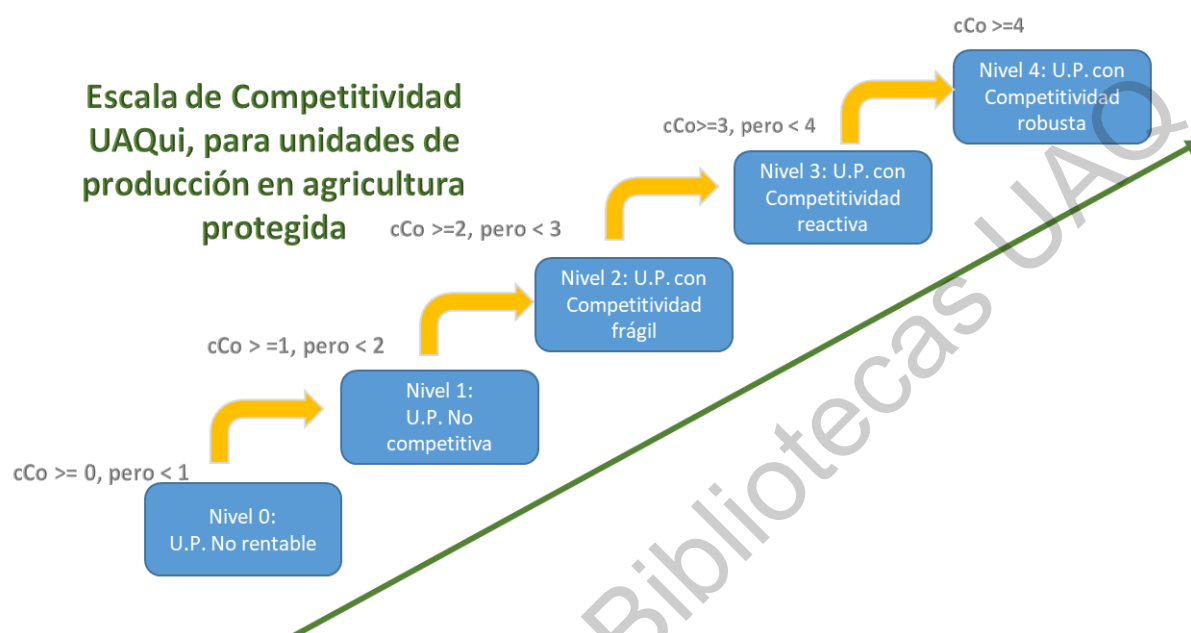 Escala de Competitividad
UAQui, para unidades de
producción en agricultura
protegida
cCo >=4
Nivel 4: U.P. con
Competitividad
robusta
cCo>=3, pero < 4
Nivel 3: U.P. con
Competitividad
reactiva
cCo >=2, pero < 3
Nivel 2: U.P. con
Competitividad
frágil
cCo > =1, pero < 2
Nivel 1:
U.P. No
competitiva
cCo >= 0, pero < 1
Nivel 0:
U.P. No rentable
Bibliotecas UAQ